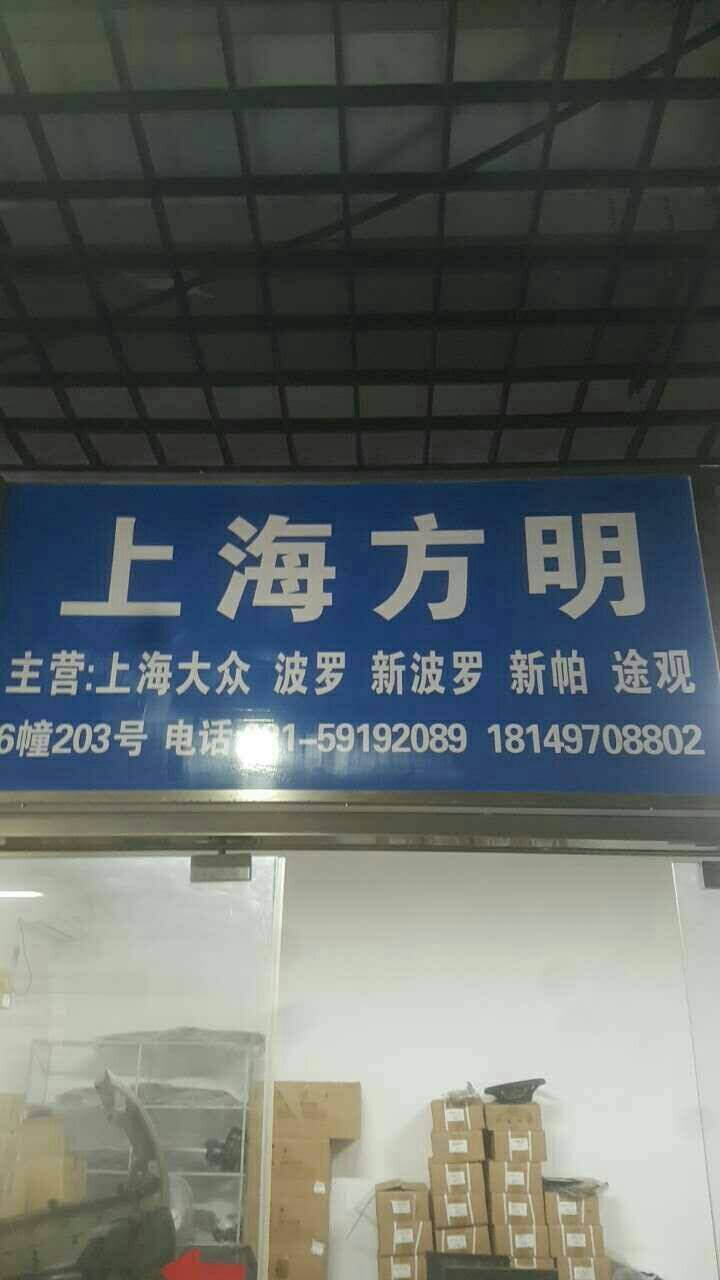 上海方明
主营:上海大众 波罗 新波罗 新帕 途观
6幢203号 电话: 1-59192089 18149708802